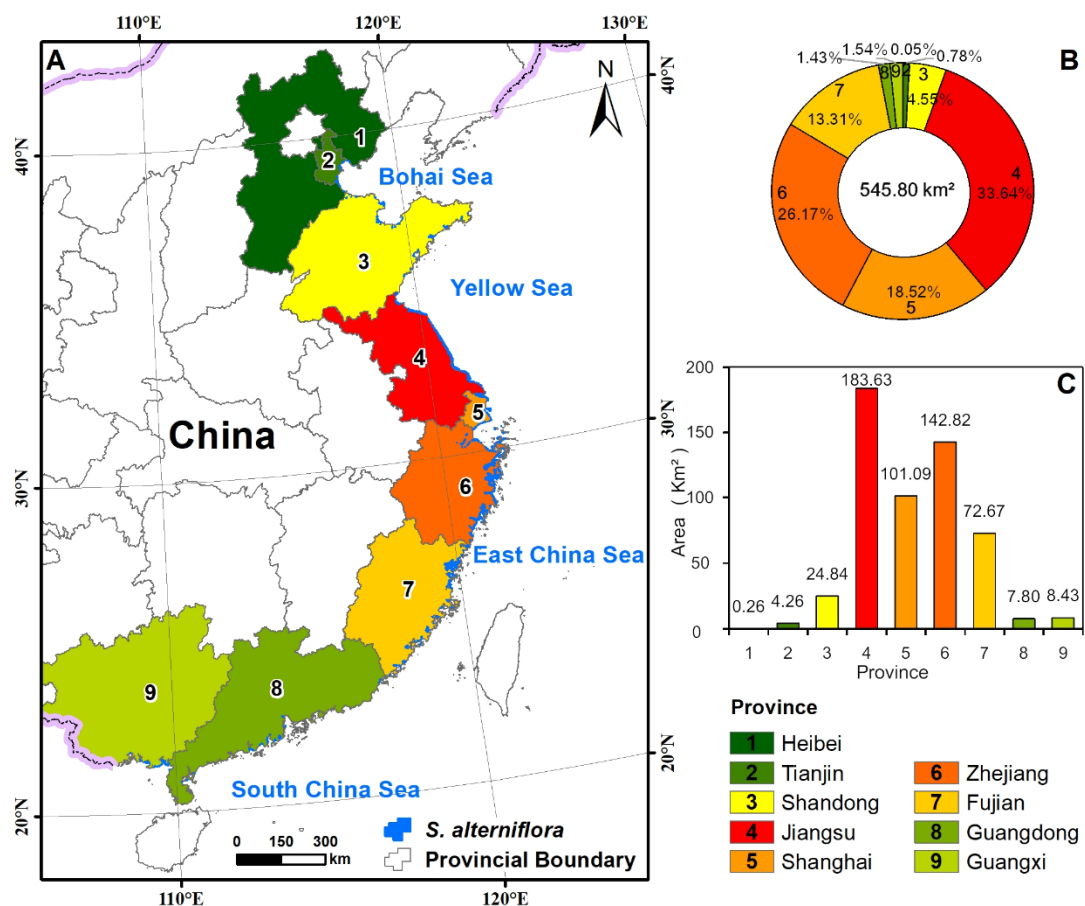 110°E
120°E
130°E
A
N
40°N
40°N
1
2
Bohai Sea
3
Yellow Sea
4
5
China
30°N
30°N
6
East China Sea
7
9
8
20°N
20°N
South China Sea
0 150 300
km
S. alterniflora
Provincial Boundary
110°E
120°E
B
1.43% 1.54% 0.05% 0.78%
7 8 9 2 3
13.31% 4.55%
6 4
26.17% 545.80 km² 33.64%
18.52%
5
C
200
150
100
50
0
Area ( Km² )
0.26 4.26 24.84 183.63 101.09 142.82 72.67 7.80 8.43
1 2 3 4 5 6 7 8 9
Province
Province
1 Heibei
2 Tianjin
3 Shandong
4 Jiangsu
5 Shanghai
6 Zhejiang
7 Fujian
8 Guangdong
9 Guangxi